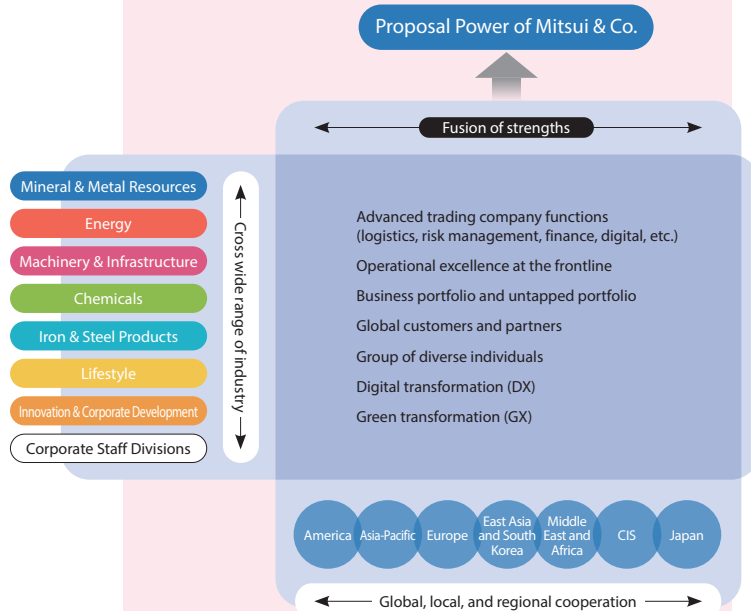 Proposal Power of Mitsui & Co.
Fusion of strengths
Mineral & Metal Resources
Energy
Machinery & Infrastructure
Chemicals
Iron & Steel Products
Lifestyle
Innovation & Corporate Development
Corporate Staff Divisions
Cross wide range of industry
Advanced trading company functions
(logistics, risk management, finance, digital, etc.)
Operational excellence at the frontline
Business portfolio and untapped portfolio
Global customers and partners
Group of diverse individuals
Digital transformation (DX)
Green transformation (GX)
America
Asia-Pacific
Europe
East Asia
and South
Korea
Middle
East and
Africa
CIS
Japan
Global, local, and regional cooperation